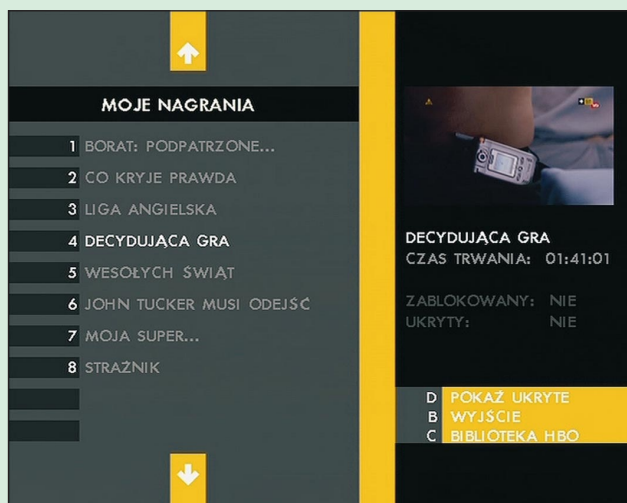 MOJE NAGRANIA
1 BORAT: PODPATRZONE...
2 CO KRYJE PRAWDA
3 LIGA ANGIELSKA
4 DECYDUJĄCA GRA
5 WESOŁYCH ŚWIĄT
6 JOHN TUCKER MUSI ODEJŚĆ
7 MOJA SUPER...
8 STRAŻNIK
DECYDUJĄCA GRA
CZAS TRWANIA: 01:41:01
ZABLOKOWANY: NIE
UKRYTY: NIE
D POKAŻ UKRYTE
B WYJŚCIE
C BIBLIOTEKA HBO